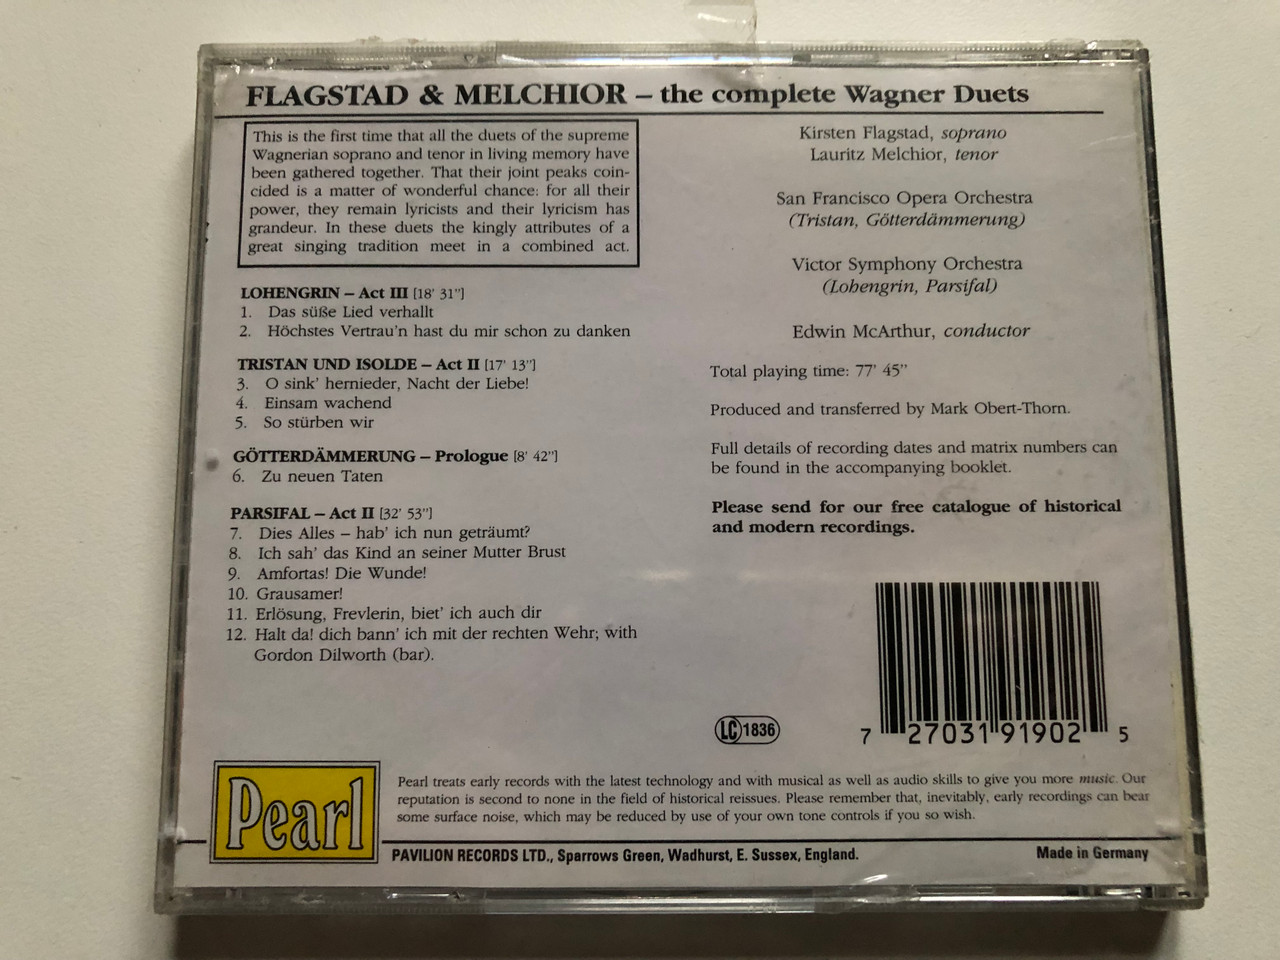 FLAGSTAD & MELCHIOR – the complete Wagner Duets
This is the first time that all the duets of the supreme
Wagnerian soprano and tenor in living memory have
been gathered together. That their joint peaks coin-
cided is a matter of wonderful chance: for all their
power, they remain lyricists and their lyricism has
grandeur. In these duets the kingly attributes of a
great singing tradition meet in a combined act.
LOHENGRIN – Act III [18' 31"]
1. Das süße Lied verhallt
2. Höchstes Vertrau'n hast du mir schon zu danken
TRISTAN UND ISOLDE – Act II [17' 13"]
3. O sink' hernieder, Nacht der Liebe!
4. Einsam wachend
5. So stürben wir
GÖTTERDÄMMERUNG – Prologue [8' 42"]
6. Zu neuen Taten
PARSIFAL – Act II [32' 53"]
7. Dies Alles – hab' ich nun geträumt?
8. Ich sah' das Kind an seiner Mutter Brust
9. Amfortas! Die Wunde!
10. Grausamer!
11. Erlösung, Frevlerin, biet' ich auch dir
12. Halt da! dich bann' ich mit der rechten Wehr; with
Gordon Dilworth (bar).
Kirsten Flagstad, soprano
Lauritz Melchior, tenor
San Francisco Opera Orchestra
(Tristan, Götterdämmerung)
Victor Symphony Orchestra
(Lohengrin, Parsifal)
Edwin McArthur, conductor
Total playing time: 77' 45"
Produced and transferred by Mark Obert-Thorn.
Full details of recording dates and matrix numbers can
be found in the accompanying booklet.
Please send for our free catalogue of historical
and modern recordings.
LC 1836
7 27031 91902 5
Pearl
Pearl treats early records with the latest technology and with musical as well as audio skills to give you more music. Our
reputation is second to none in the field of historical reissues. Please remember that, inevitably, early recordings can bear
some surface noise, which may be reduced by use of your own tone controls if you so wish.
PAVILION RECORDS LTD., Sparrows Green, Wadhurst, E. Sussex, England.
Made in Germany